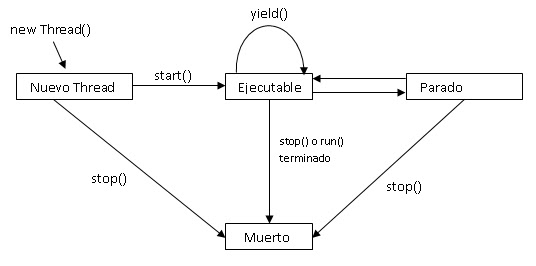 yield()
new Thread()
Nuevo Thread
start()
Ejecutable
Parado
stop() o run()
terminado
stop()
stop()
Muerto